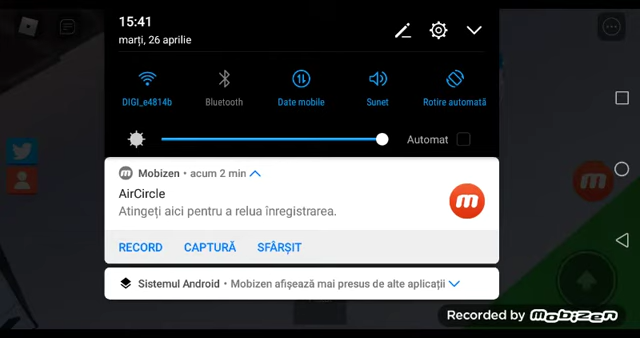 15:41
marți, 26 aprilie
DIGI_e4814b
Bluetooth
Date mobile
Sunet
Rotire automată
Automat
Mobizen • acum 2 min
AirCircle
Atingeți aici pentru a relua înregistrarea.
m
RECORD CAPTURĂ SFÂRȘIT
Sistemul Android • Mobizen afișează mai presus de alte aplicații
Recorded by Mobizen